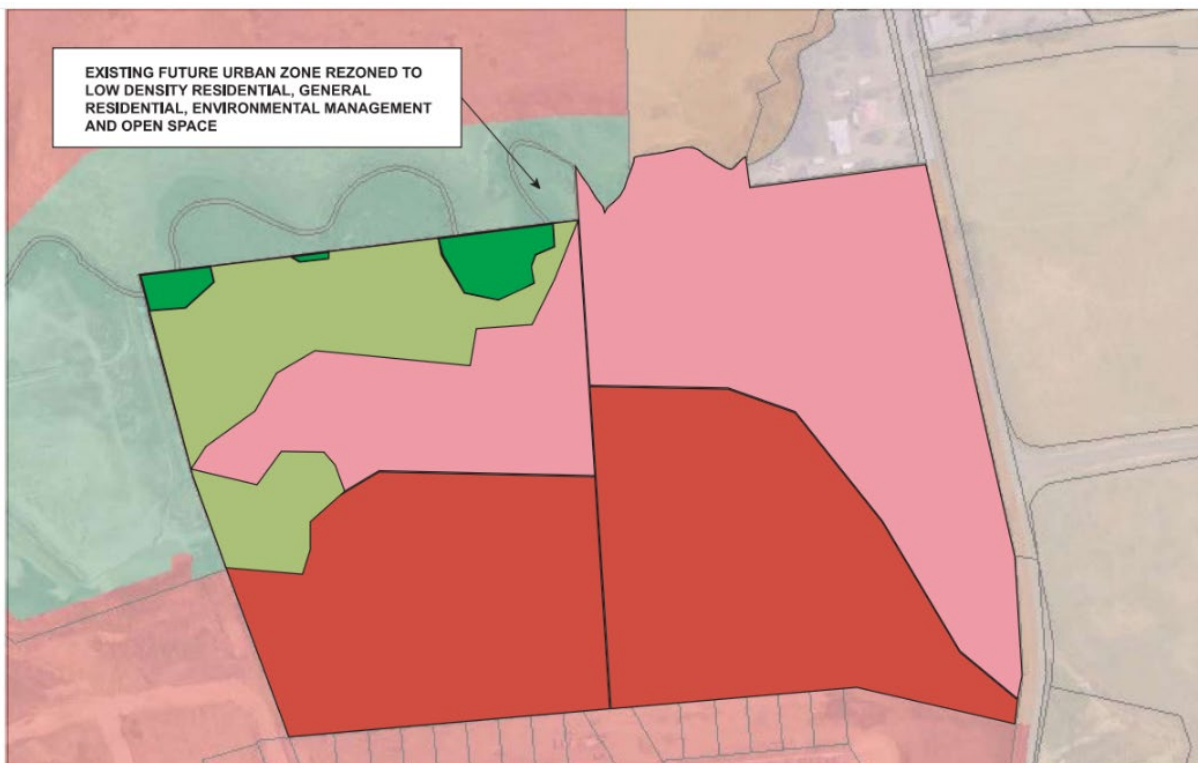 EXISTING FUTURE URBAN ZONE REZONED TO
LOW DENSITY RESIDENTIAL, GENERAL
RESIDENTIAL, ENVIRONMENTAL MANAGEMENT
AND OPEN SPACE